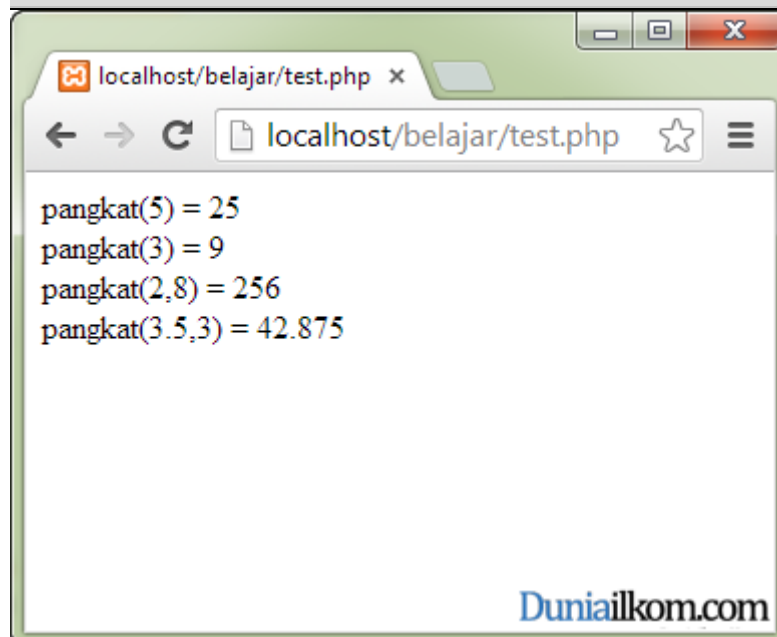 localhost/belajar/test.php
localhost/belajar/test.php
pangkat(5) = 25
pangkat(3) = 9
pangkat(2,8) = 256
pangkat(3.5,3) = 42.875
Duniailkom.com